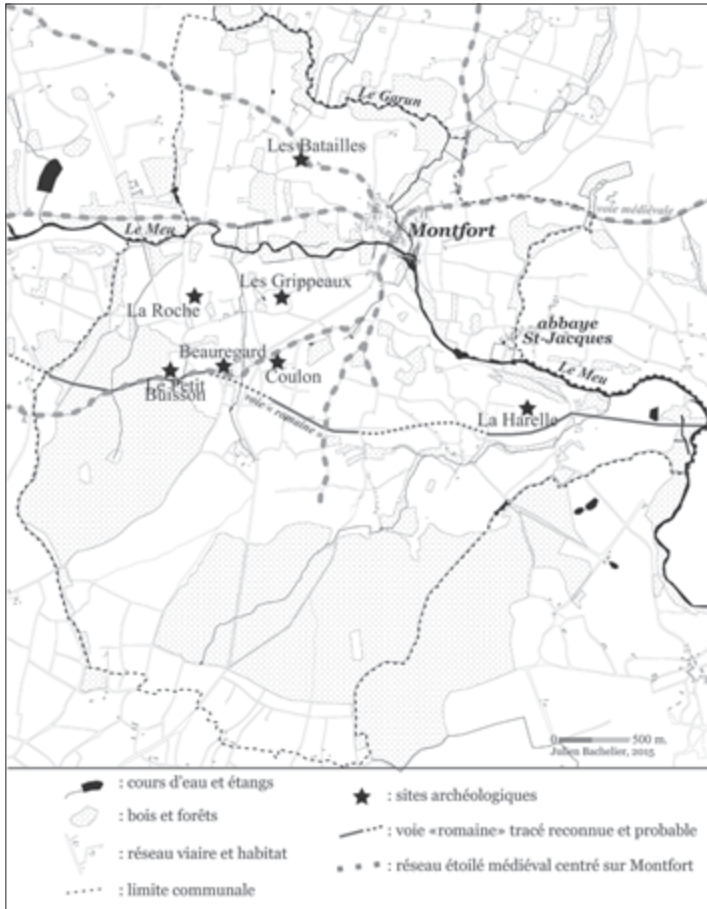 Le Garun
Les Batailles
voie médiévale
Le Meu
Montfort
Les Grippeaux
La Roche
abbaye
St-Jacques
Beauregard
Le Meu
Coulon
Le Petit
Buisson
voie « romaine »
La Harelle
0 500 m.
Julien Bachelier, 2015
: cours d'eau et étangs
: bois et forêts
: réseau viaire et habitat
: limite communale
: sites archéologiques
: voie «romaine» tracé reconnue et probable
: réseau étoilé médiéval centré sur Montfort